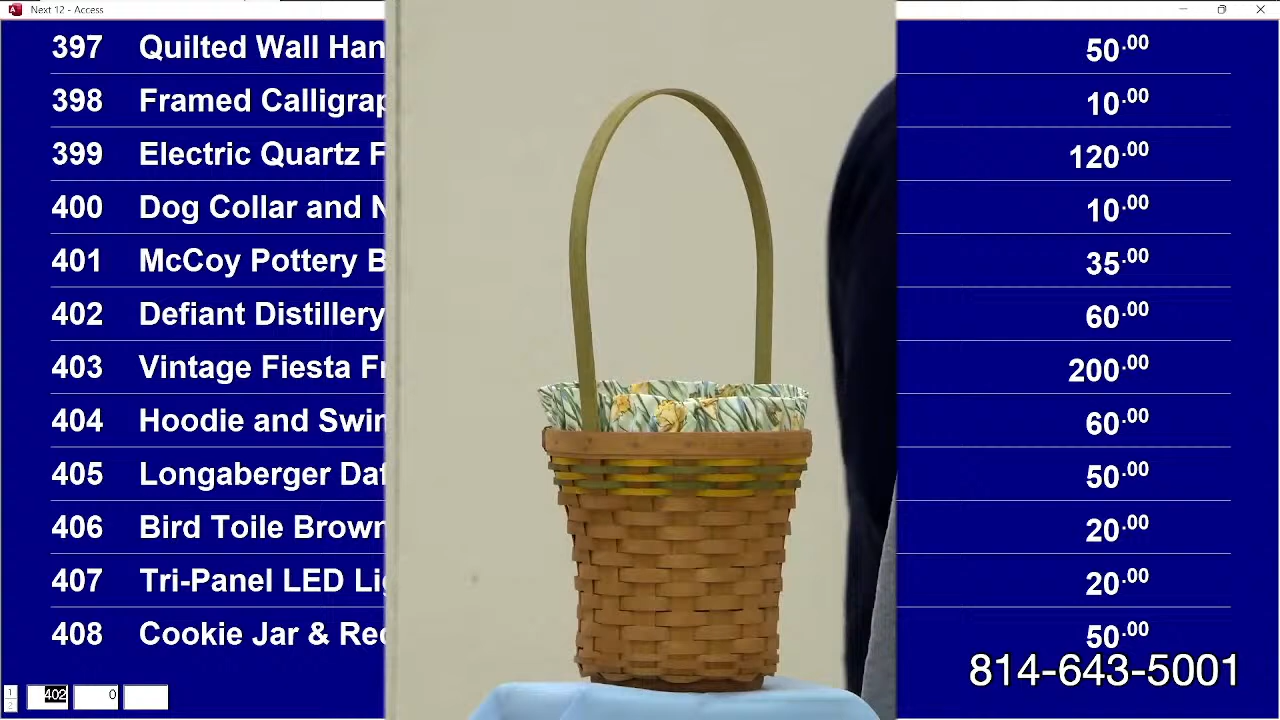 Next 12 - Access
397 Quilted Wall Han 50.00
398 Framed Calligrap 10.00
399 Electric Quartz F 120.00
400 Dog Collar and N 10.00
401 McCoy Pottery B 35.00
402 Defiant Distillery 60.00
403 Vintage Fiesta Fr 200.00
404 Hoodie and Swin 60.00
405 Longaberger Daf 50.00
406 Bird Toile Brown 20.00
407 Tri-Panel LED Lig 20.00
408 Cookie Jar & Rec 50.00
814-643-5001
1
2
402 0